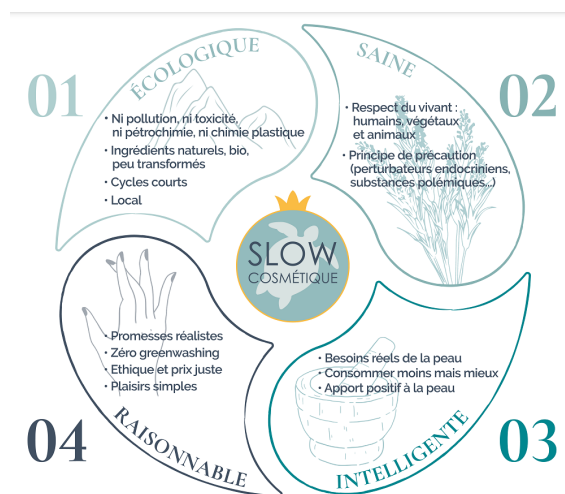 01
ÉCOLOGIQUE
• Ni pollution, ni toxicité,
ni pétrochimie, ni chimie plastique
• Ingrédients naturels, bio,
peu transformés
• Cycles courts
• Local
SAINE
02
• Respect du vivant :
humains, végétaux
et animaux
• Principe de précaution
(perturbateurs endocriniens,
substances polémiques...)
SLOW
COSMÉTIQUE
• Besoins réels de la peau
• Consommer moins mais mieux
• Apport positif à la peau
INTELLIGENTE
03
• Promesses réalistes
• Zéro greenwashing
• Ethique et prix juste
• Plaisirs simples
04
RAISONNABLE